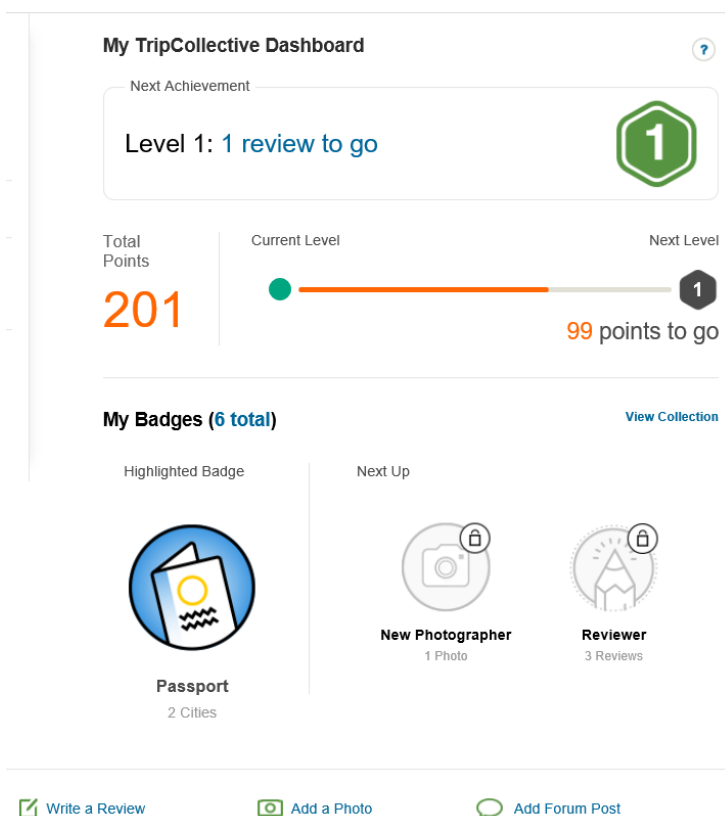 My TripCollective Dashboard
?
Next Achievement
Level 1: 1 review to go
1
Total
Points
201
Current Level
Next Level
1
99 points to go
My Badges (6 total)
View Collection
Highlighted Badge
Next Up
Passport
2 Cities
New Photographer
1 Photo
Reviewer
3 Reviews
Write a Review
Add a Photo
Add Forum Post